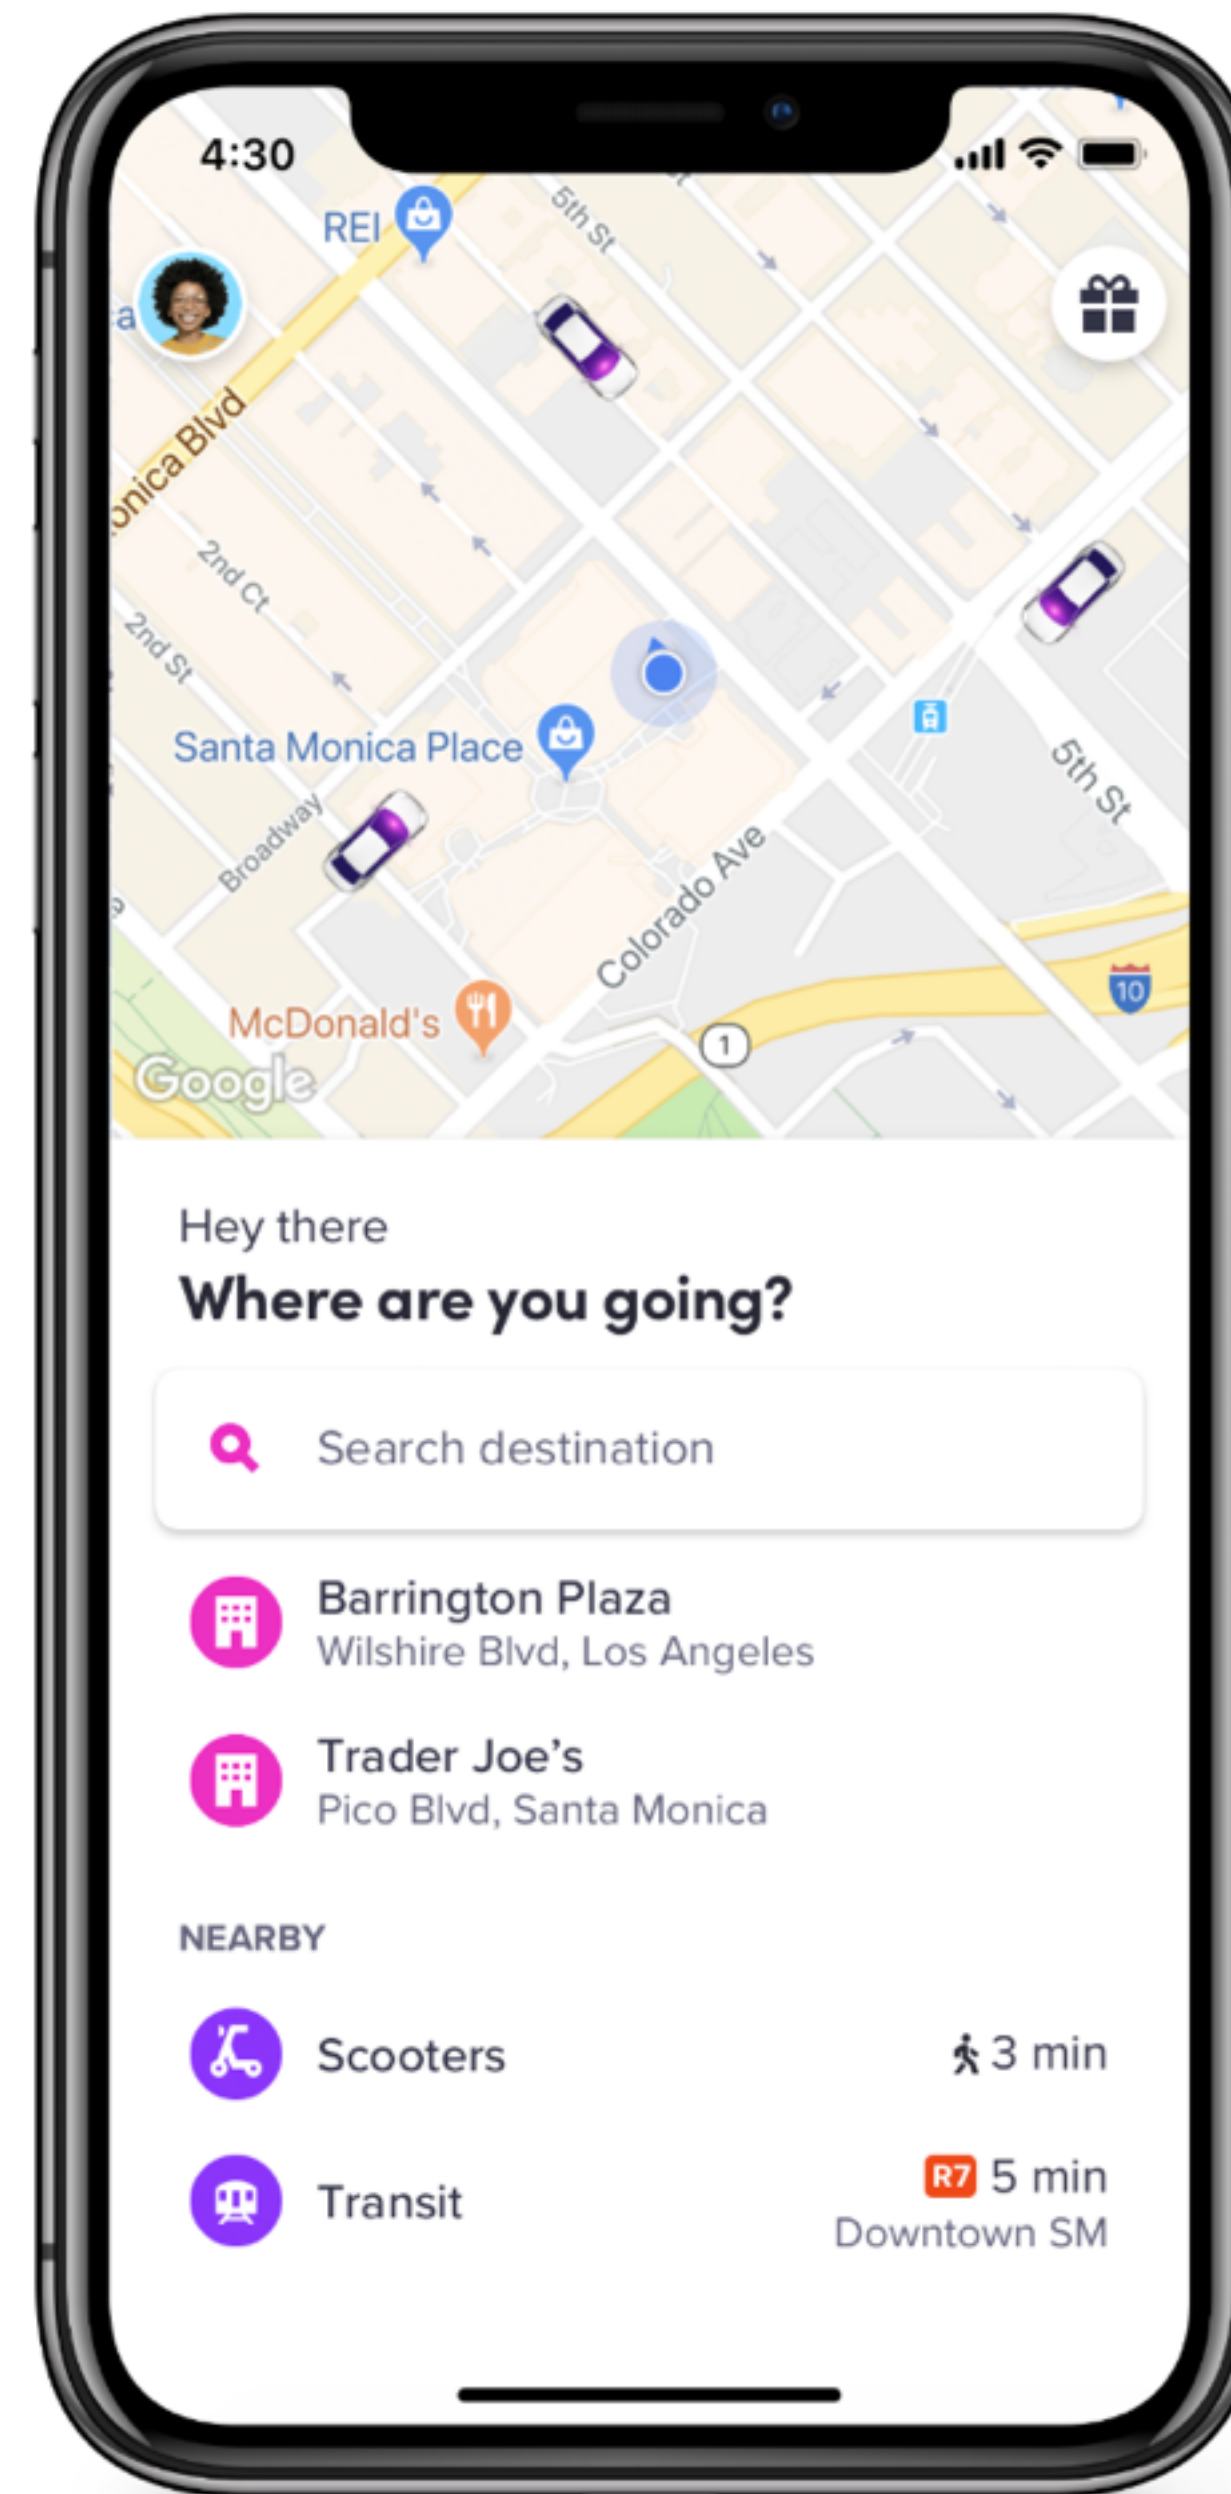 4:30
REI
5th St
onica Blvd
2nd Ct
2nd St
Santa Monica Place
5th St
Broadway
Colorado Ave
10
McDonald's
1
Google
Hey there
Where are you going?
Search destination
Barrington Plaza
Wilshire Blvd, Los Angeles
Trader Joe’s
Pico Blvd, Santa Monica
NEARBY
Scooters 3 min
Transit R7 5 min
Downtown SM